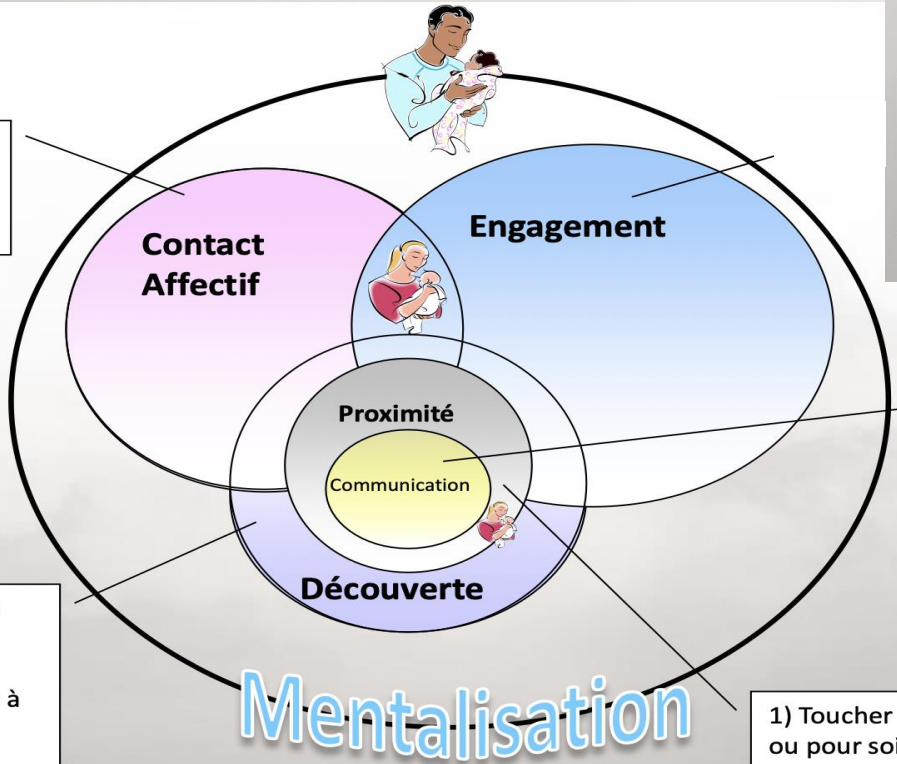 Contact
Affectif
Engagement
Proximité
Communication
Découverte
à
Mentalisation
1) Toucher
ou pour soi